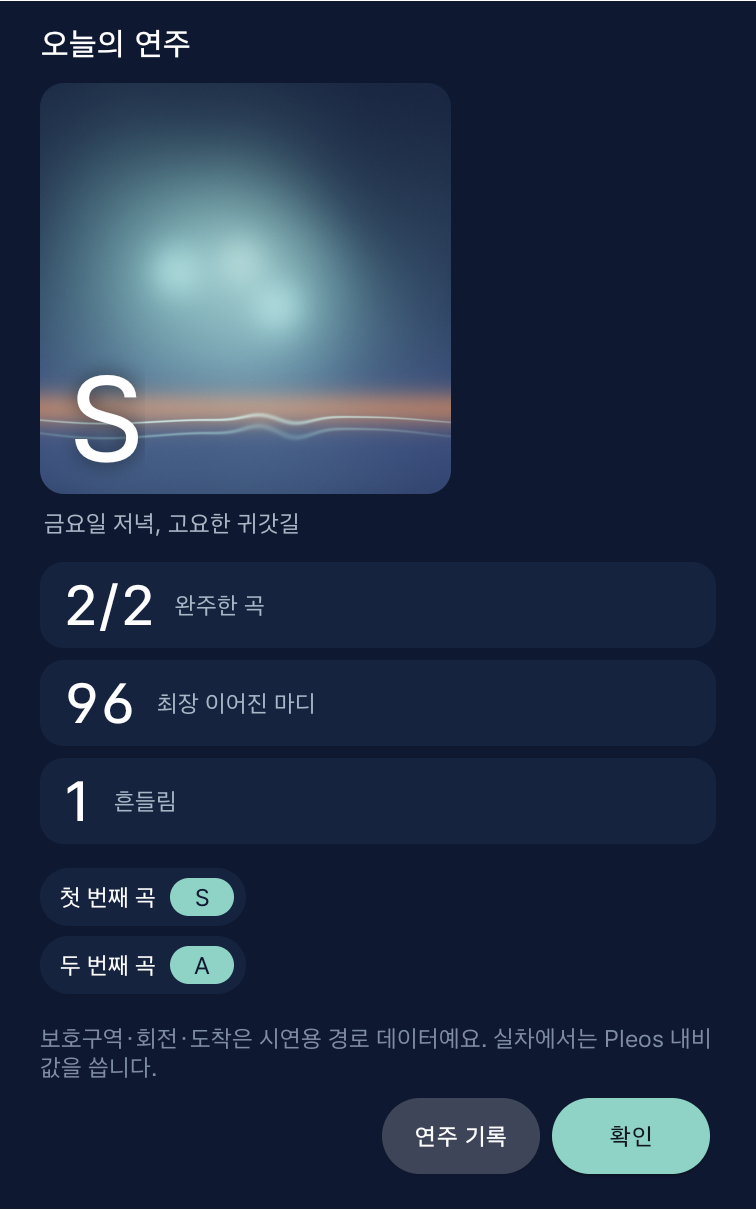 오늘의 연주
S
금요일 저녁, 고요한 귀갓길
2/2 완주한 곡
96 최장 이어진 마디
1 흔들림
첫 번째 곡 S
두 번째 곡 A
보호구역·회전·도착은 시연용 경로 데이터예요. 실차에서는 Pleos 내비
값을 씁니다.
연주 기록 확인